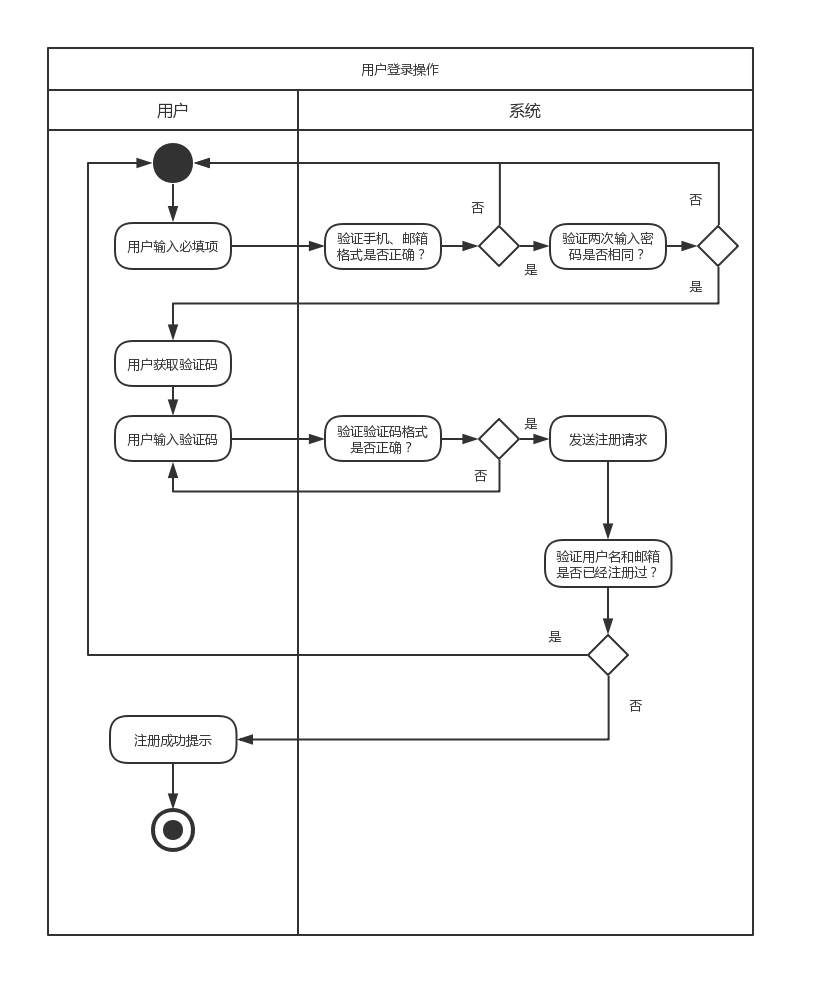 用户登录操作
用户
系统
否
否
用户输入必填项
验证手机、邮箱
格式是否正确？
是
验证两次输入密
码是否相同？
是
用户获取验证码
用户输入验证码
验证验证码格式
是否正确？
是
否
发送注册请求
验证用户名和邮箱
是否已经注册过？
是
否
注册成功提示